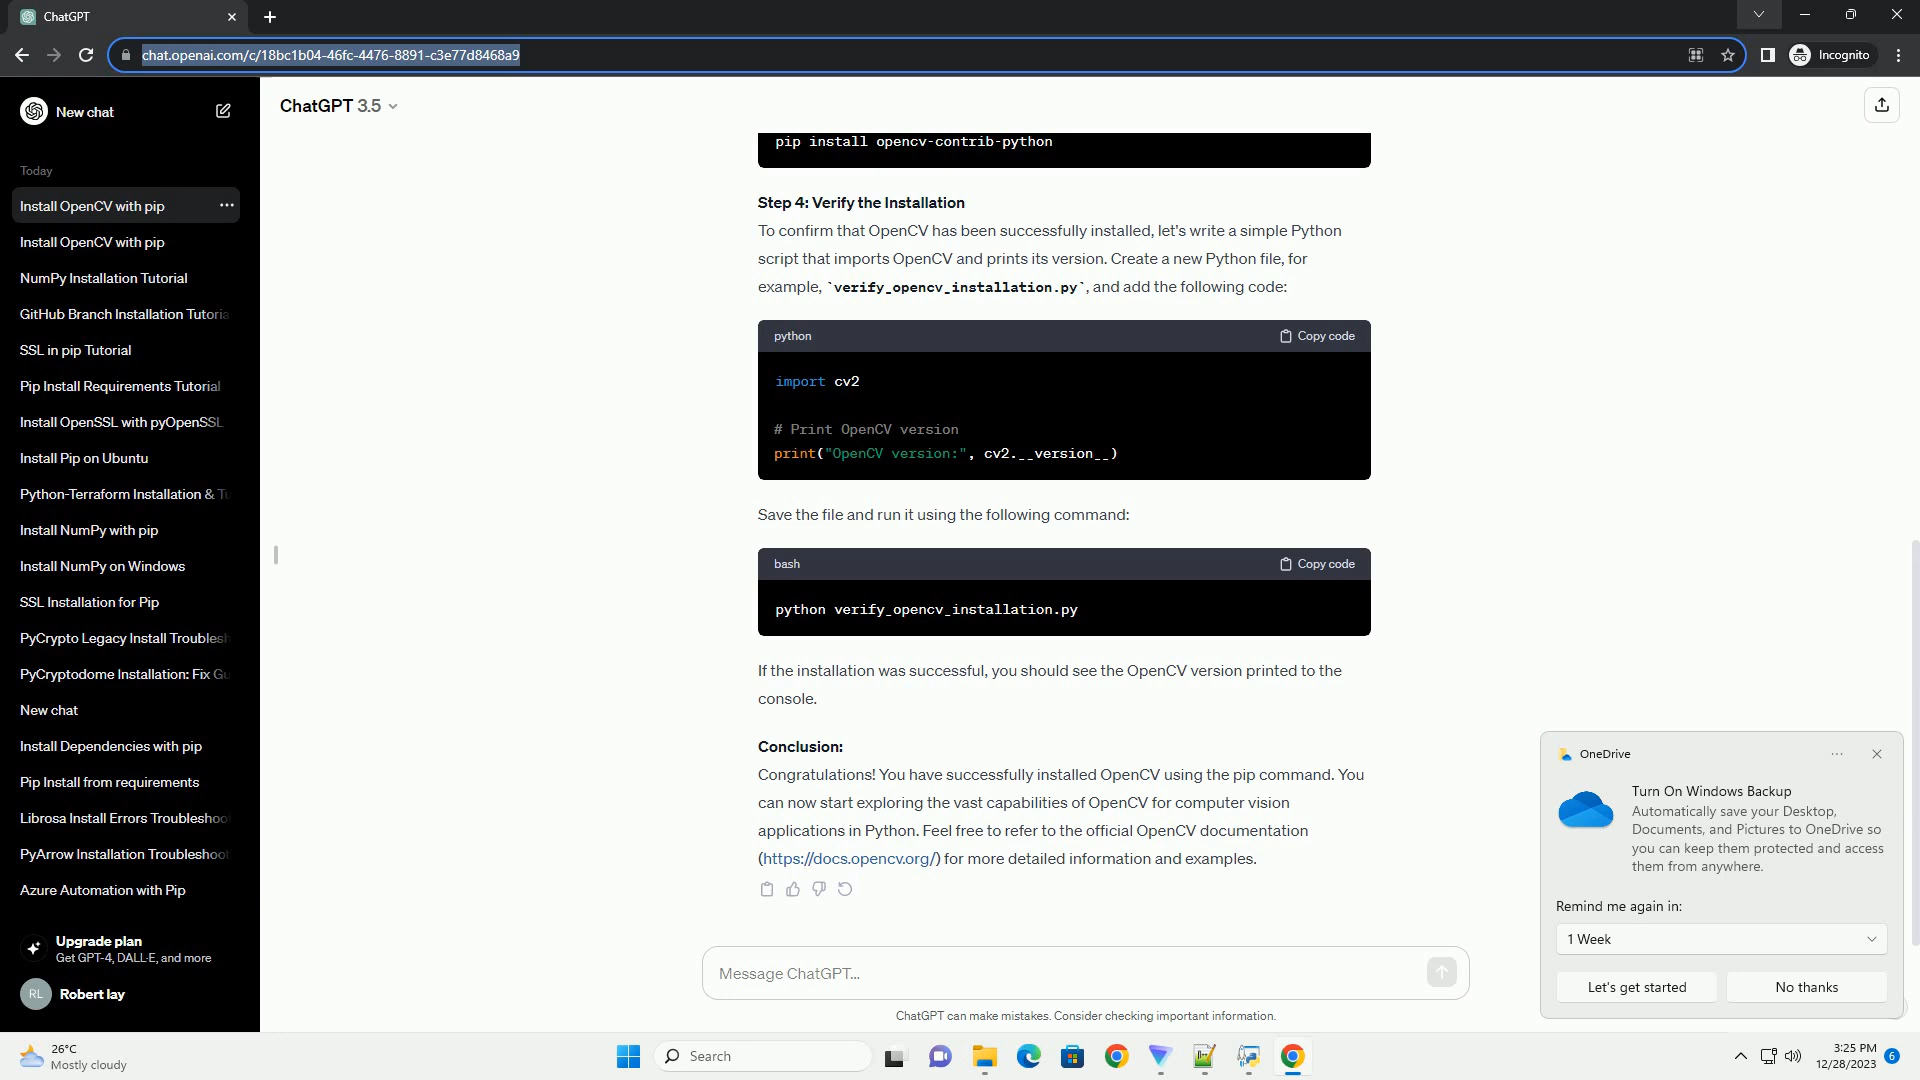 ChatGPT
chat.openai.com/c/18bc1b04-46fc-4476-8891-c3e77d8468a9
Incognito
New chat
ChatGPT 3.5
Today
Install OpenCV with pip
Install OpenCV with pip
NumPy Installation Tutorial
GitHub Branch Installation Tutoria
SSL in pip Tutorial
Pip Install Requirements Tutorial
Install OpenSSL with pyOpenSSL
Install Pip on Ubuntu
Python-Terraform Installation & Tu
Install NumPy with pip
Install NumPy on Windows
SSL Installation for Pip
PyCrypto Legacy Install Troublesh
PyCryptodome Installation: Fix Gu
New chat
Install Dependencies with pip
Pip Install from requirements
Librosa Install Errors Troubleshoo
PyArrow Installation Troubleshoot
Azure Automation with Pip
Upgrade plan
Get GPT-4, DALL·E, and more
RL
Robert lay
pip install opencv-contrib-python
Step 4: Verify the Installation
To confirm that OpenCV has been successfully installed, let's write a simple Python
script that imports OpenCV and prints its version. Create a new Python file, for
example, `verify_opencv_installation.py`, and add the following code:
python
Copy code
import cv2
# Print OpenCV version
print("OpenCV version:", cv2.__version__)
Save the file and run it using the following command:
bash
Copy code
python verify_opencv_installation.py
If the installation was successful, you should see the OpenCV version printed to the
console.
Conclusion:
Congratulations! You have successfully installed OpenCV using the pip command. You
can now start exploring the vast capabilities of OpenCV for computer vision
applications in Python. Feel free to refer to the official OpenCV documentation
(https://docs.opencv.org/) for more detailed information and examples.
Message ChatGPT...
ChatGPT can make mistakes. Consider checking important information.
OneDrive
Turn On Windows Backup
Automatically save your Desktop,
Documents, and Pictures to OneDrive so
you can keep them protected and access
them from anywhere.
Remind me again in:
1 Week
Let's get started
No thanks
26°C
Mostly cloudy
Search
3:25 PM
12/28/2023
6